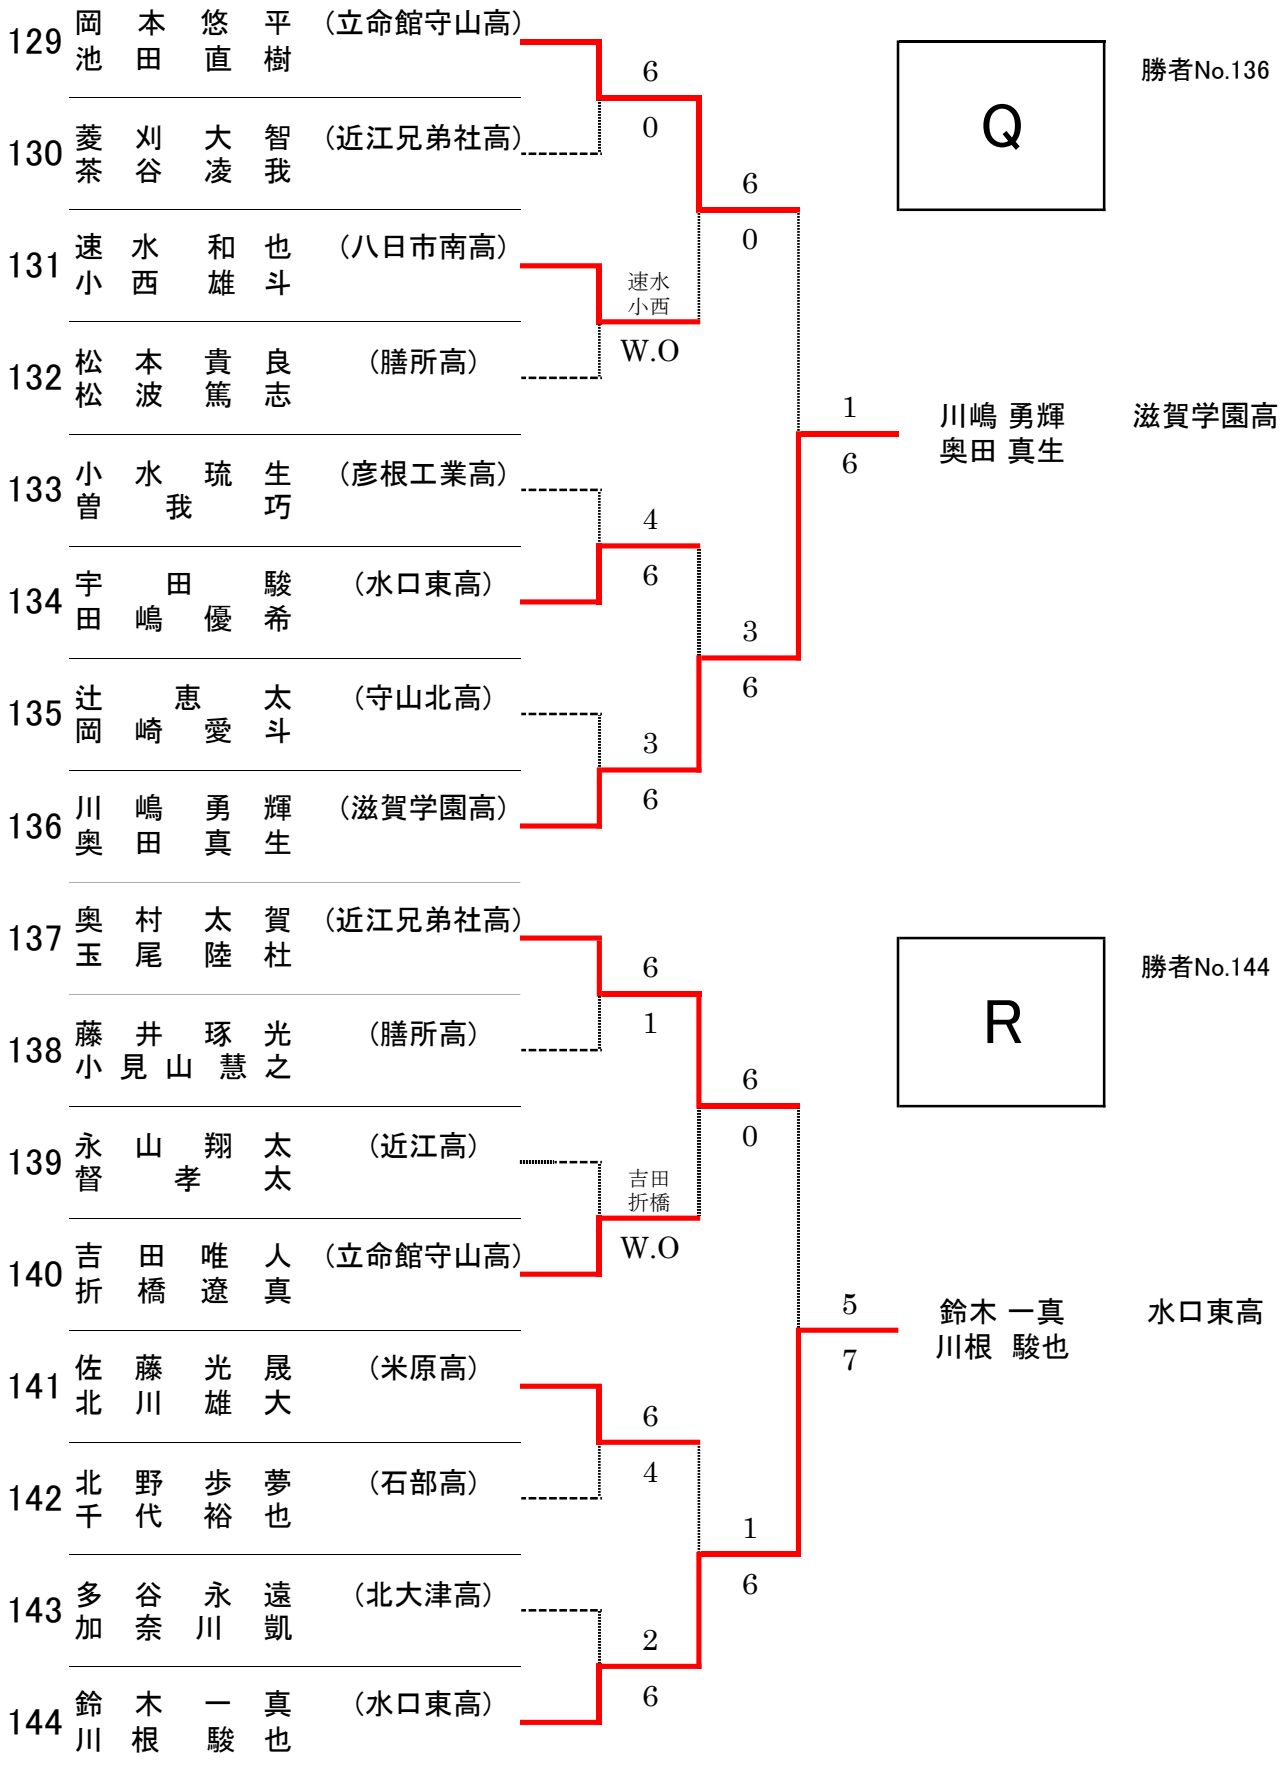 129 岡本悠平 (立命館守山高)
池田直樹
130 菱刈大智 (近江兄弟社高)
茶谷凌我
131 速水和也 (八日市南高)
小西雄斗
132 松本貴良 (膳所高)
松波篤志
133 小水琉生 (彦根工業高)
曽我巧
134 宇田駿 (水口東高)
田嶋優希
135 辻恵太 (守山北高)
岡崎愛斗
136 川嶋勇輝 (滋賀学園高)
奥田真生
6
0
速水
小西
W.O
4
6
3
6
6
0
3
6
1
6
Q
勝者No.136
川嶋 勇輝 滋賀学園高
奥田 真生
137 奥村太賀 (近江兄弟社高)
玉尾陸杜
138 藤井琢光 (膳所高)
小見山慧之
139 永山翔太 (近江高)
督孝太
140 吉田唯人 (立命館守山高)
折橋遼真
141 佐藤光晟 (米原高)
北川雄大
142 北野歩夢 (石部高)
千代裕也
143 多谷永遠 (北大津高)
加奈川凱
144 鈴木一真 (水口東高)
川根駿也
6
1
吉田
折橋
W.O
6
4
2
6
6
0
1
6
5
7
R
勝者No.144
鈴木 一真 水口東高
川根 駿也